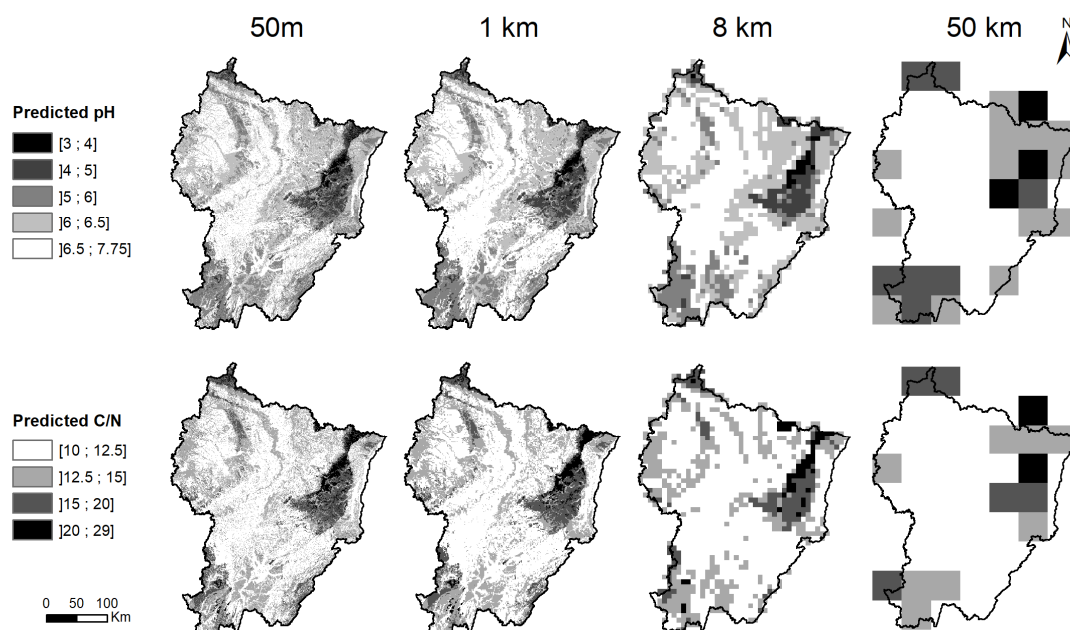 50m 1 km 8 km 50 km
N
Predicted pH
[3 ; 4]
]4 ; 5]
]5 ; 6]
]6 ; 6.5]
]6.5 ; 7.75]
Predicted C/N
[10 ; 12.5]
]12.5 ; 15]
]15 ; 20]
]20 ; 29]
0 50 100
Km